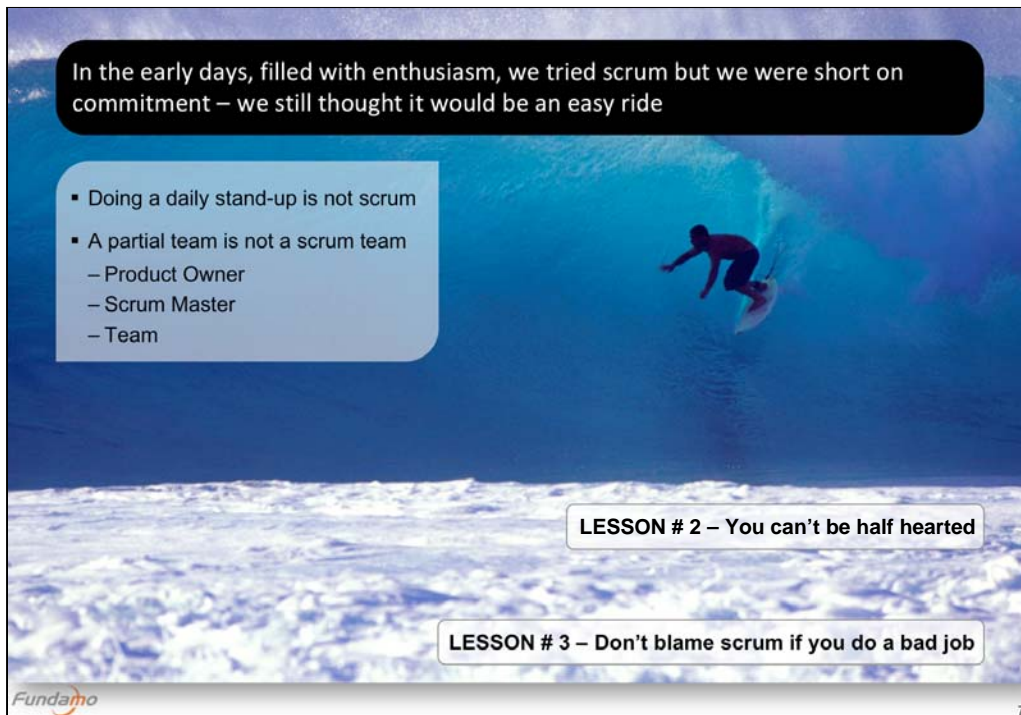 In the early days, filled with enthusiasm, we tried scrum but we were short on
commitment – we still thought it would be an easy ride
▪ Doing a daily stand-up is not scrum
▪ A partial team is not a scrum team
– Product Owner
– Scrum Master
– Team
LESSON # 2 – You can't be half hearted
LESSON # 3 – Don't blame scrum if you do a bad job
Fundamo
7